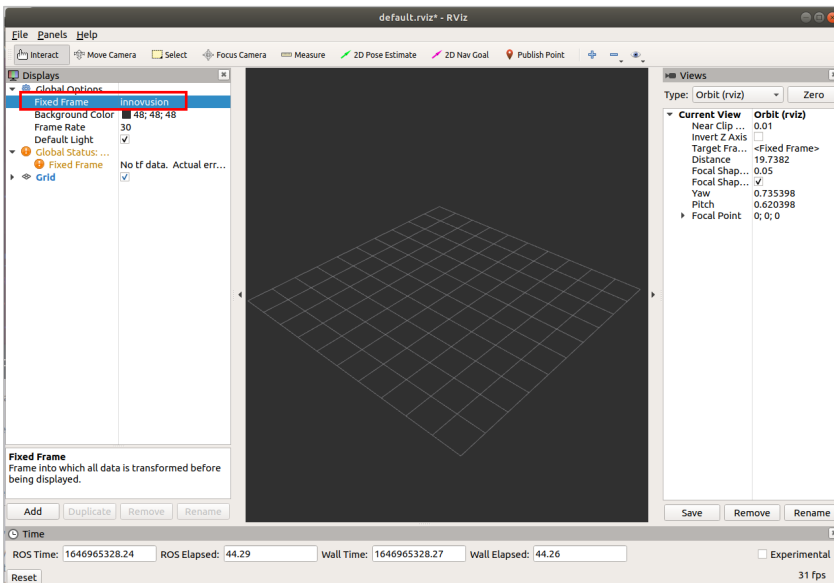 default.rviz* - RViz
File Panels Help
Interact Move Camera Select Focus Camera Measure 2D Pose Estimate 2D Nav Goal Publish Point
Displays
Global Options
Fixed Frame innovusion
Background Color 48; 48; 48
Frame Rate 30
Default Light
Global Status: ...
Fixed Frame No tf data. Actual err...
Grid
Fixed Frame
Frame into which all data is transformed before
being displayed.
Add Duplicate Remove Rename
Views
Type: Orbit (rviz) Zero
Current View Orbit (rviz)
Near Clip ... 0.01
Invert Z Axis
Target Fra... <Fixed Frame>
Distance 19.7382
Focal Shap... 0.05
Focal Shap...
Yaw 0.735398
Pitch 0.620398
Focal Point 0; 0; 0
Save Remove Rename
Time
ROS Time: 1646965328.24 ROS Elapsed: 44.29 Wall Time: 1646965328.27 Wall Elapsed: 44.26 Experimental
Reset 31 fps